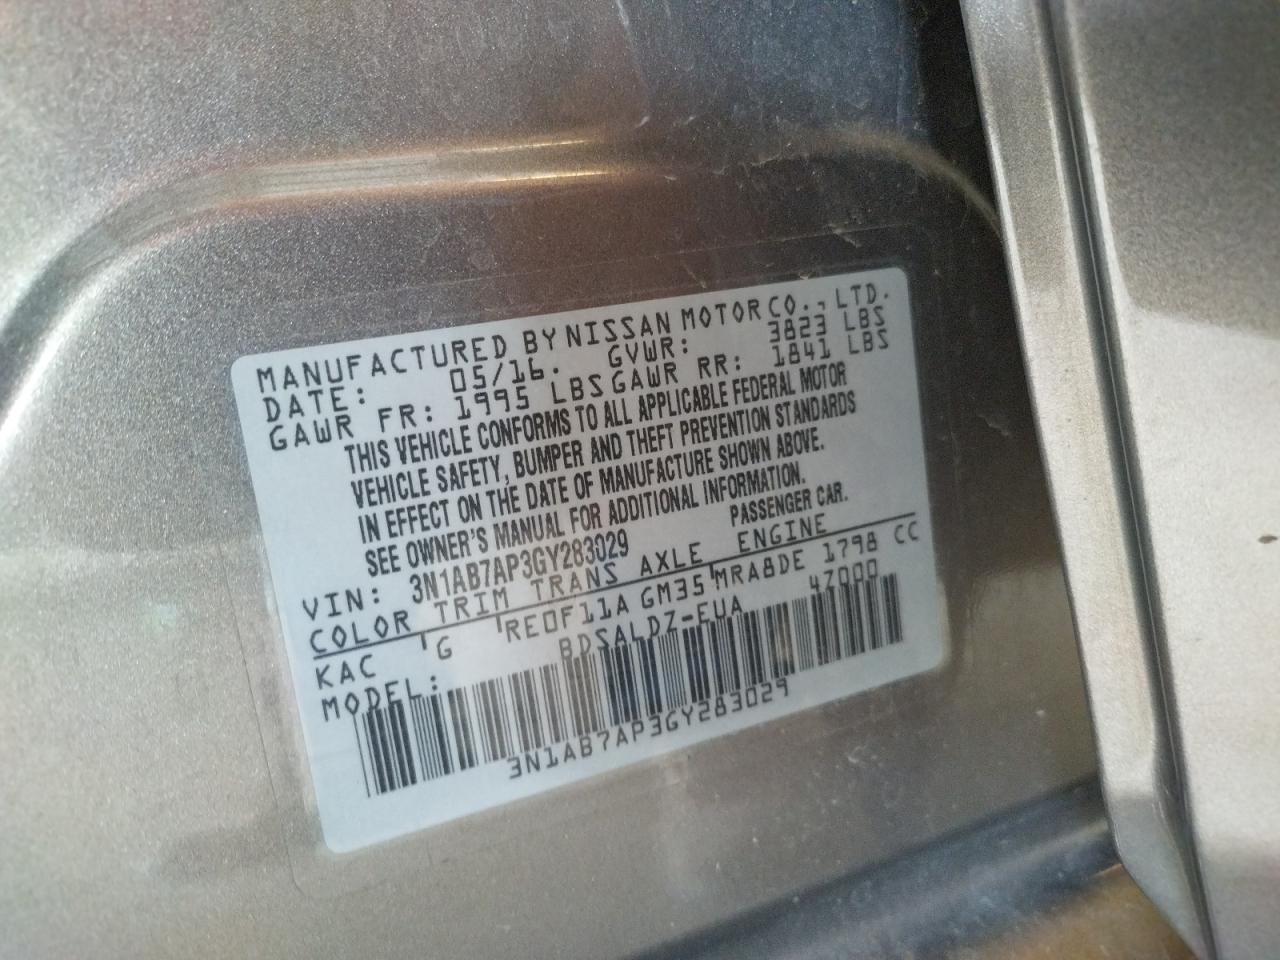 MANUFACTURED BY NISSAN MOTOR CO., LTD.
DATE: 05/16. GVWR: 3823 LBS
GAWR FR: 1995 LBS GAWR RR: 1841 LBS
THIS VEHICLE CONFORMS TO ALL APPLICABLE FEDERAL MOTOR
VEHICLE SAFETY, BUMPER AND THEFT PREVENTION STANDARDS
IN EFFECT ON THE DATE OF MANUFACTURE SHOWN ABOVE.
SEE OWNER'S MANUAL FOR ADDITIONAL INFORMATION.
VIN: 3N1AB7AP3GY283029 PASSENGER CAR.
COLOR TRIM TRANS AXLE ENGINE
KAC G RE0F11A GM35 MRA8DE 1798 CC
MODEL: BDSALDZ-EUA 4Z000
3N1AB7AP3GY283029